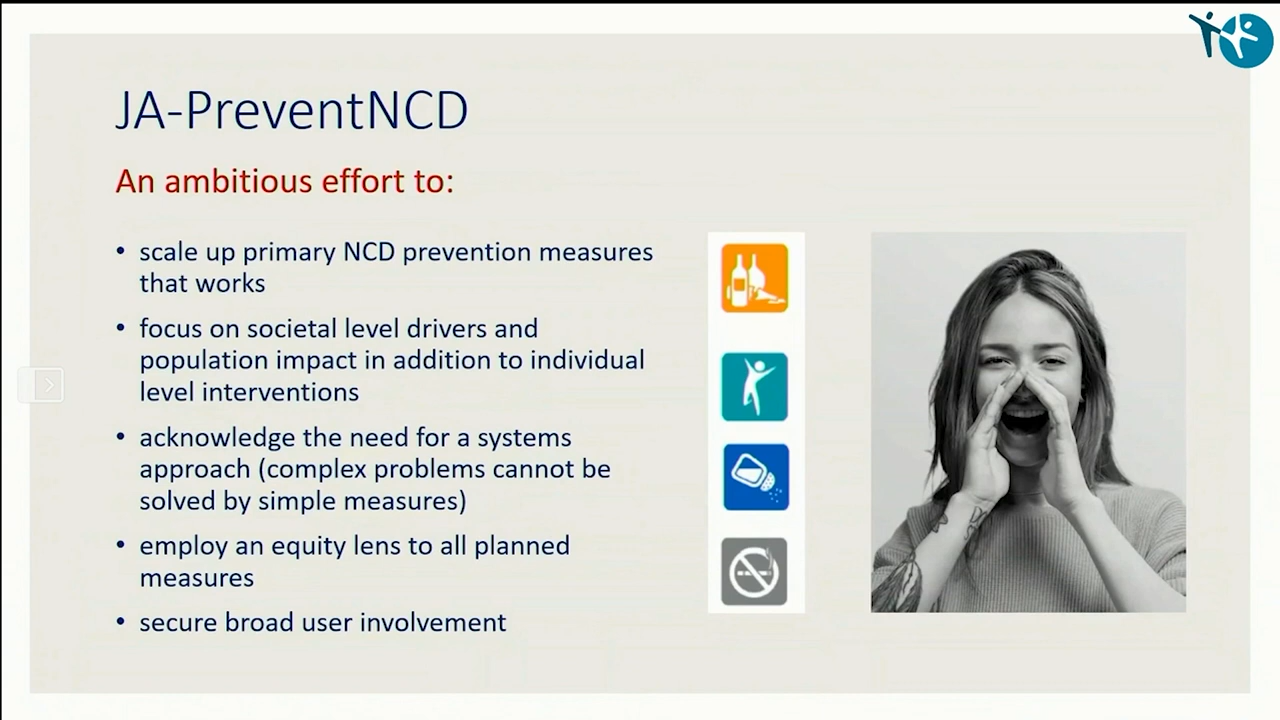 JA-PreventNCD
An ambitious effort to:
• scale up primary NCD prevention measures
that works
• focus on societal level drivers and
population impact in addition to individual
level interventions
• acknowledge the need for a systems
approach (complex problems cannot be
solved by simple measures)
• employ an equity lens to all planned
measures
• secure broad user involvement